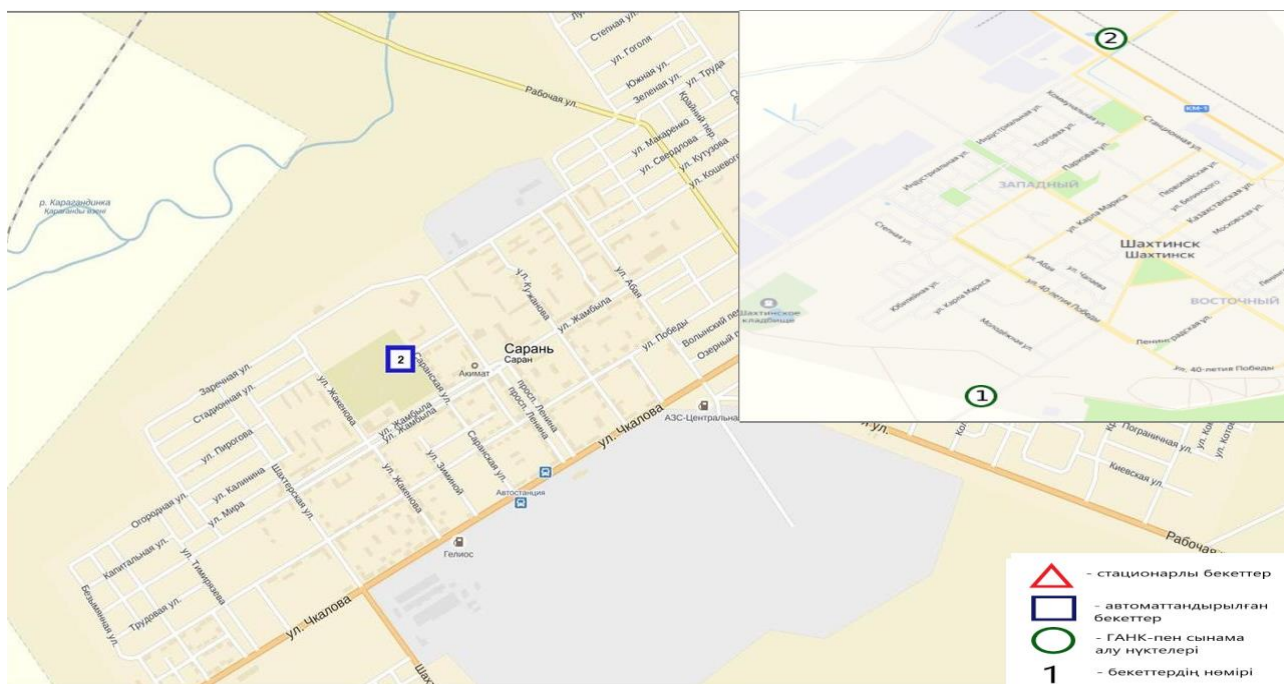 Степная ул.
ул. Гоголя
Южная ул.
Зеленая ул.
ул. Труда
Рабочая ул.
Крайний пер.
ул. Макаренко
ул. Свердлова
ул. Кутузова
ул. Кошевого
р. Карагандинка
Қарағанды өзені
ул. Кужанова
ул. Абая
ул. Жамбыла
ул. Победы
Волынский
Озерный
Сарань
Саран
2
Саранская ул.
Акимат
Заречная ул.
Стадионная ул.
ул. Жакенова
ул. Жамбыла
ул. Жамбыла
просп. Ленина
просп. Ленина
ул. Чкалова
АЗС-Центральная
ул. Пирогова
Саранская ул.
ул. Зиминой
ул. Жакенова
Шахтерская ул.
ул. Калинина
ул. Мира
Огородная ул.
Автостанция
Гелиос
Капитальная ул.
ул. Тимирязева
Безымянная ул.
Трудовая ул.
ул. Чкалова
Пограничная ул.
Киевская ул.
Рабочая
2
КМ-1
Коммунальная ул.
Индустриальная ул.
Торговая ул.
Станционная ул.
Парковая ул.
Индустриальная ул.
ЗАПАДНЫЙ
Первомайская ул.
ул. Белинского
Казахстанская ул.
Московская ул.
ул. Карла Маркса
Степная ул.
Шахтинск
Шахтинск
ул. Абая
ул. Чапаева
ул. 40-летия Победы
ВОСТОЧНЫЙ
Юбилейная ул.
ул. Карла Маркса
Молодёжная ул.
Шахтинское
кладбище
Ленинградская ул.
ул. 40-летия Победы
1
- стационарлы бекеттер
- автоматтандырылған
бекеттер
- ГАНК-пен сынама
алу нүктелері
1 - бекеттердің нөмірі